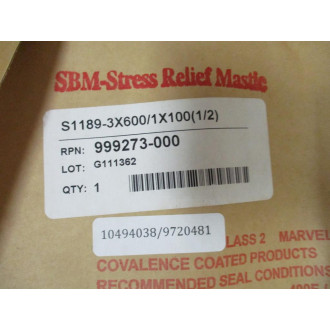 SBM-Stress Relief Mastic
S1189-3X600/1X100(1/2)
RPN: 999273-000
LOT: G111362
QTY: 1
10494038/9720481
CLASS 2 MARVEL
COVALENCE COATED PRODUCTS
RECOMMENDED SEAL CONDITIONS